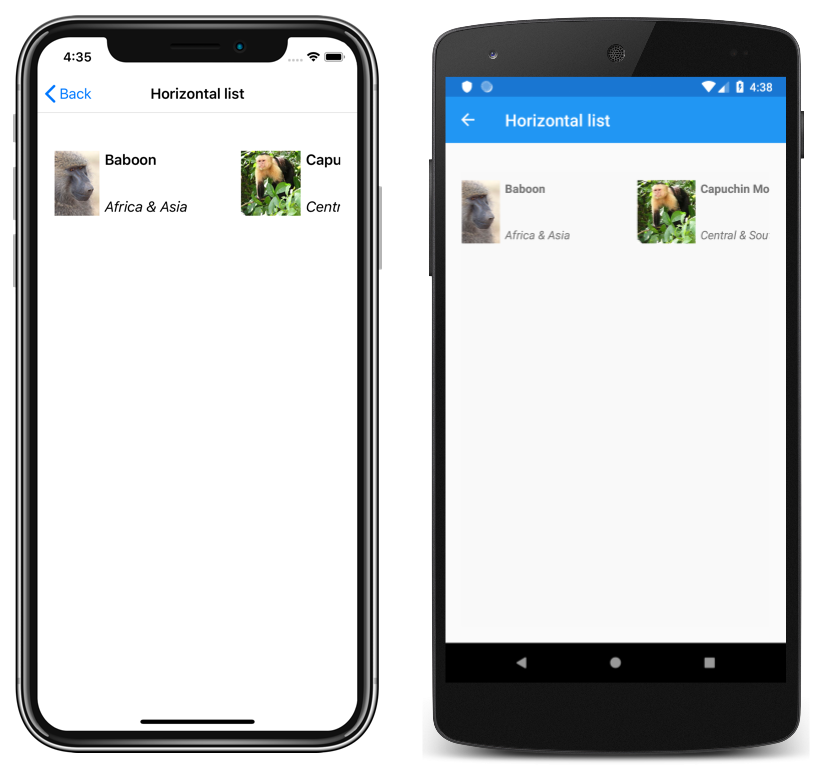 4:35
Back
Horizontal list
Baboon
Capu
Africa & Asia
Centr
4:38
Horizontal list
Baboon
Capuchin Mo
Africa & Asia
Central & Sou